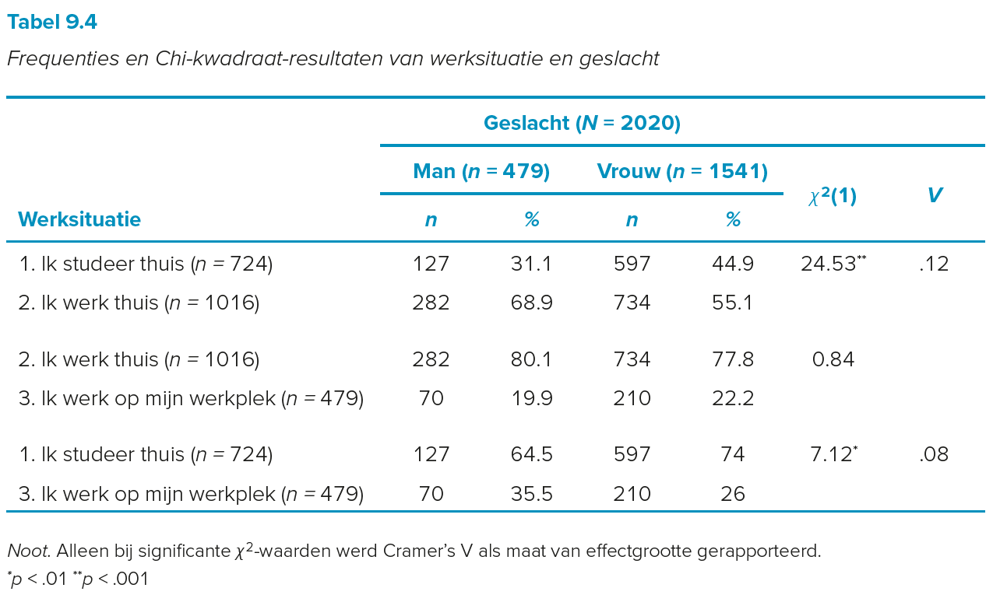 Tabel 9.4
Frequenties en Chi-kwadraat-resultaten van werksituatie en geslacht
Geslacht (N = 2020)
Man (n = 479) Vrouw (n = 1541) χ²(1) V
Werksituatie n % n %
1. Ik studeer thuis (n = 724) 127 31.1 597 44.9 24.53** .12
2. Ik werk thuis (n = 1016) 282 68.9 734 55.1
2. Ik werk thuis (n = 1016) 282 80.1 734 77.8 0.84
3. Ik werk op mijn werkplek (n = 479) 70 19.9 210 22.2
1. Ik studeer thuis (n = 724) 127 64.5 597 74 7.12* .08
3. Ik werk op mijn werkplek (n = 479) 70 35.5 210 26
Noot. Alleen bij significante χ²-waarden werd Cramer’s V als maat van effectgrootte gerapporteerd.
*p < .01 **p < .001